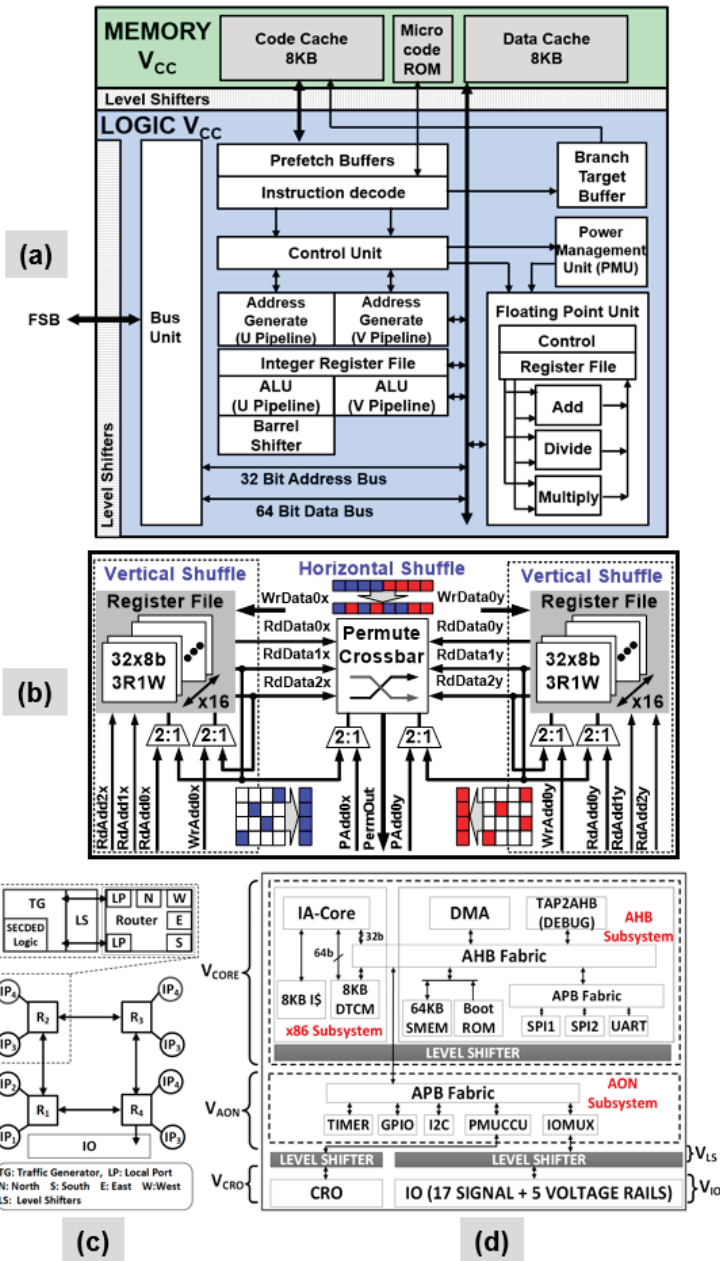 (a)
MEMORY
VCC
Code Cache
8KB
Micro
code
ROM
Data Cache
8KB
Level Shifters
LOGIC VCC
Level Shifters
FSB
Bus
Unit
Prefetch Buffers
Instruction decode
Branch
Target
Buffer
Control Unit
Power
Management
Unit (PMU)
Address
Generate
(U Pipeline)
Address
Generate
(V Pipeline)
Integer Register File
ALU
(U Pipeline)
ALU
(V Pipeline)
Barrel
Shifter
Floating Point Unit
Control
Register File
Add
Divide
Multiply
32 Bit Address Bus
64 Bit Data Bus
(b)
Vertical Shuffle
Horizontal Shuffle
Vertical Shuffle
Register File
32x8b
3R1W
x16
WrData0x
RdData0x
RdData1x
RdData2x
Permute
Crossbar
WrData0y
RdData0y
RdData1y
RdData2y
Register File
32x8b
3R1W
x16
2:1
2:1
2:1
2:1
2:1
2:1
RdAdd2x
RdAdd1x
RdAdd0x
WrAdd0x
PAdd0x
PermOut
PAdd0y
WrAdd0y
RdAdd0y
RdAdd1y
RdAdd2y
TG
SECDED
Logic
LS
LP
N
W
Router
E
LP
S
IP4
R2
IP3
IP4
R3
IP3
IP2
R1
IP1
IP4
R4
IP3
IO
TG: Traffic Generator, LP: Local Port
N: North S: South E: East W:West
LS: Level Shifters
(c)
VCORE
IA-Core
64b
32b
8KB I$
8KB
DTCM
x86 Subsystem
DMA
TAP2AHB
(DEBUG)
AHB
Subsystem
AHB Fabric
64KB
SMEM
Boot
ROM
APB Fabric
SPI1
SPI2
UART
LEVEL SHIFTER
VAON
APB Fabric
AON
Subsystem
TIMER
GPIO
I2C
PMUCCU
IOMUX
LEVEL SHIFTER
LEVEL SHIFTER
VLS
VCRO
CRO
IO (17 SIGNAL + 5 VOLTAGE RAILS)
VIO
(d)